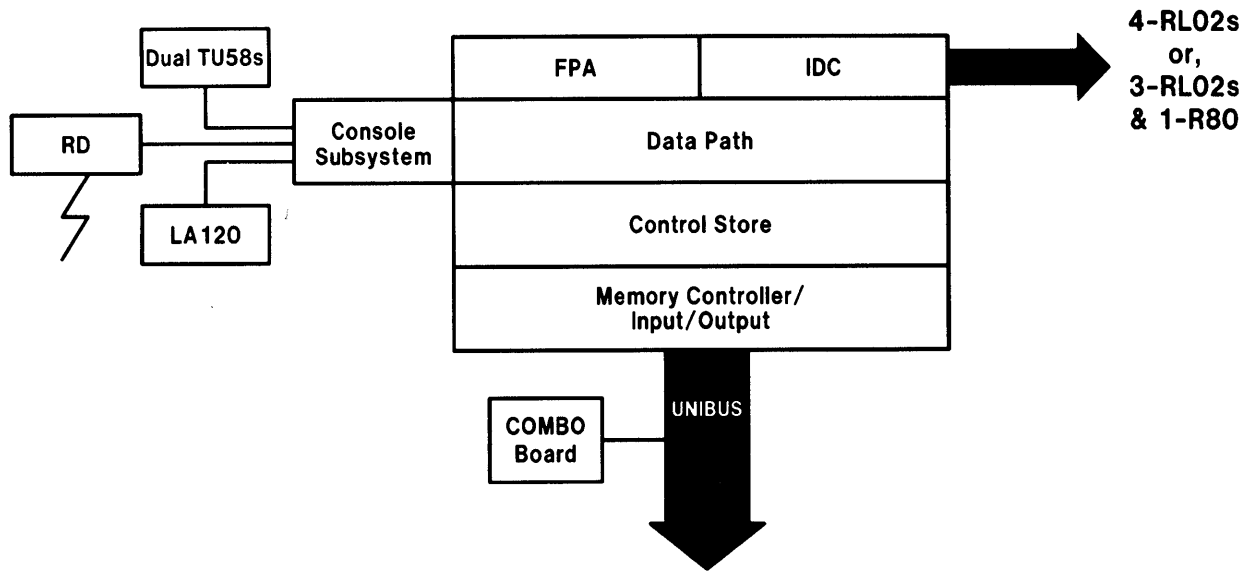 Dual TU58s
RD
LA120
Console
Subsystem
FPA
IDC
Data Path
Control Store
Memory Controller/
Input/Output
4-RL02s
or,
3-RL02s
& 1-R80
UNIBUS
COMBO
Board